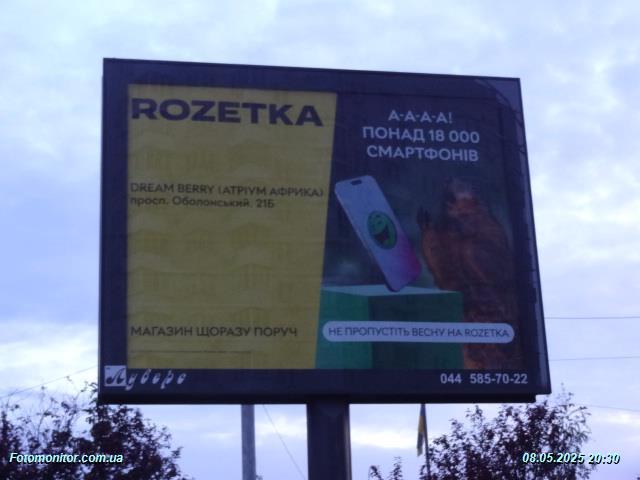 ROZETKA
DREAM BERRY (АТРІУМ АФРИКА)
просп. Оболонський, 21Б
МАГАЗИН ЩОРАЗУ ПОРУЧ
А-А-А-А!
ПОНАД 18 000
СМАРТФОНІВ
НЕ ПРОПУСТІТЬ ВЕСНУ НА ROZETKA
Луверс
044 585-70-22
Fotomonitor.com.ua
08.05.2025 20:30